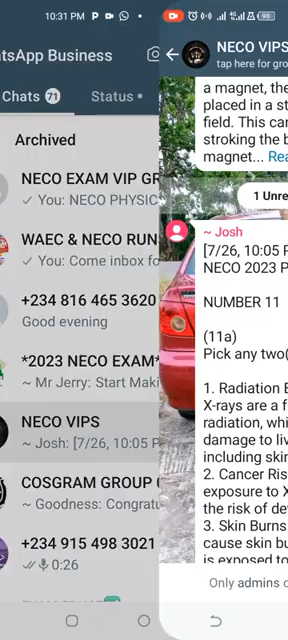 10:31 PM
98
atsApp Business
Chats 71
Status •
Archived
NECO EXAM VIP GR
You: NECO PHYSIC
WAEC & NECO RUN
You: Come inbox fo
+234 816 465 3620
Good evening
*2023 NECO EXAM*
~ Mr Jerry: Start Maki
NECO VIPS
~ Josh: [7/26, 10:05 P
COSGRAM GROUP
~ Goodness: Congratu
+234 915 498 3021
0:26
NECO VIPS
tap here for gro
a magnet, the
placed in a st
field. This can
stroking the b
magnet... Rea
1 Unre
~ Josh
[7/26, 10:05 P
NECO 2023 P
NUMBER 11
(11a)
Pick any two(
1. Radiation B
X-rays are a f
radiation, whi
damage to liv
including skin
2. Cancer Ris
exposure to X
the risk of de
3. Skin Burns
cause skin bu
is exposed to
Only admins c